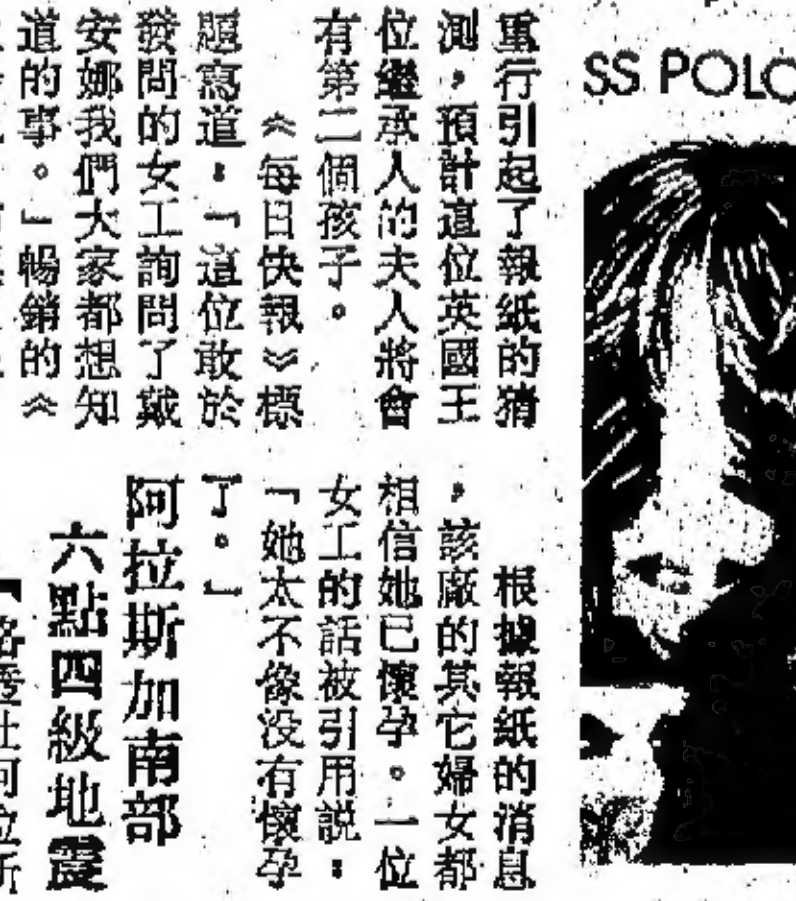 SS POLO
重行引起了報紙的猜
測，預計這位英國王
位繼承人的夫人將會
有第二個孩子。
《每日快報》標
題寫道，「這位敢於
發問的女工詢問了戴
安娜我們大家都想知
道的事。」暢銷的《
根據報紙的消息
，該廠的其它婦女都
相信她已懷孕。一位
女工的話被引用説：
「她太不像没有懷孕
了。」
阿拉斯加南部
六點四級地震